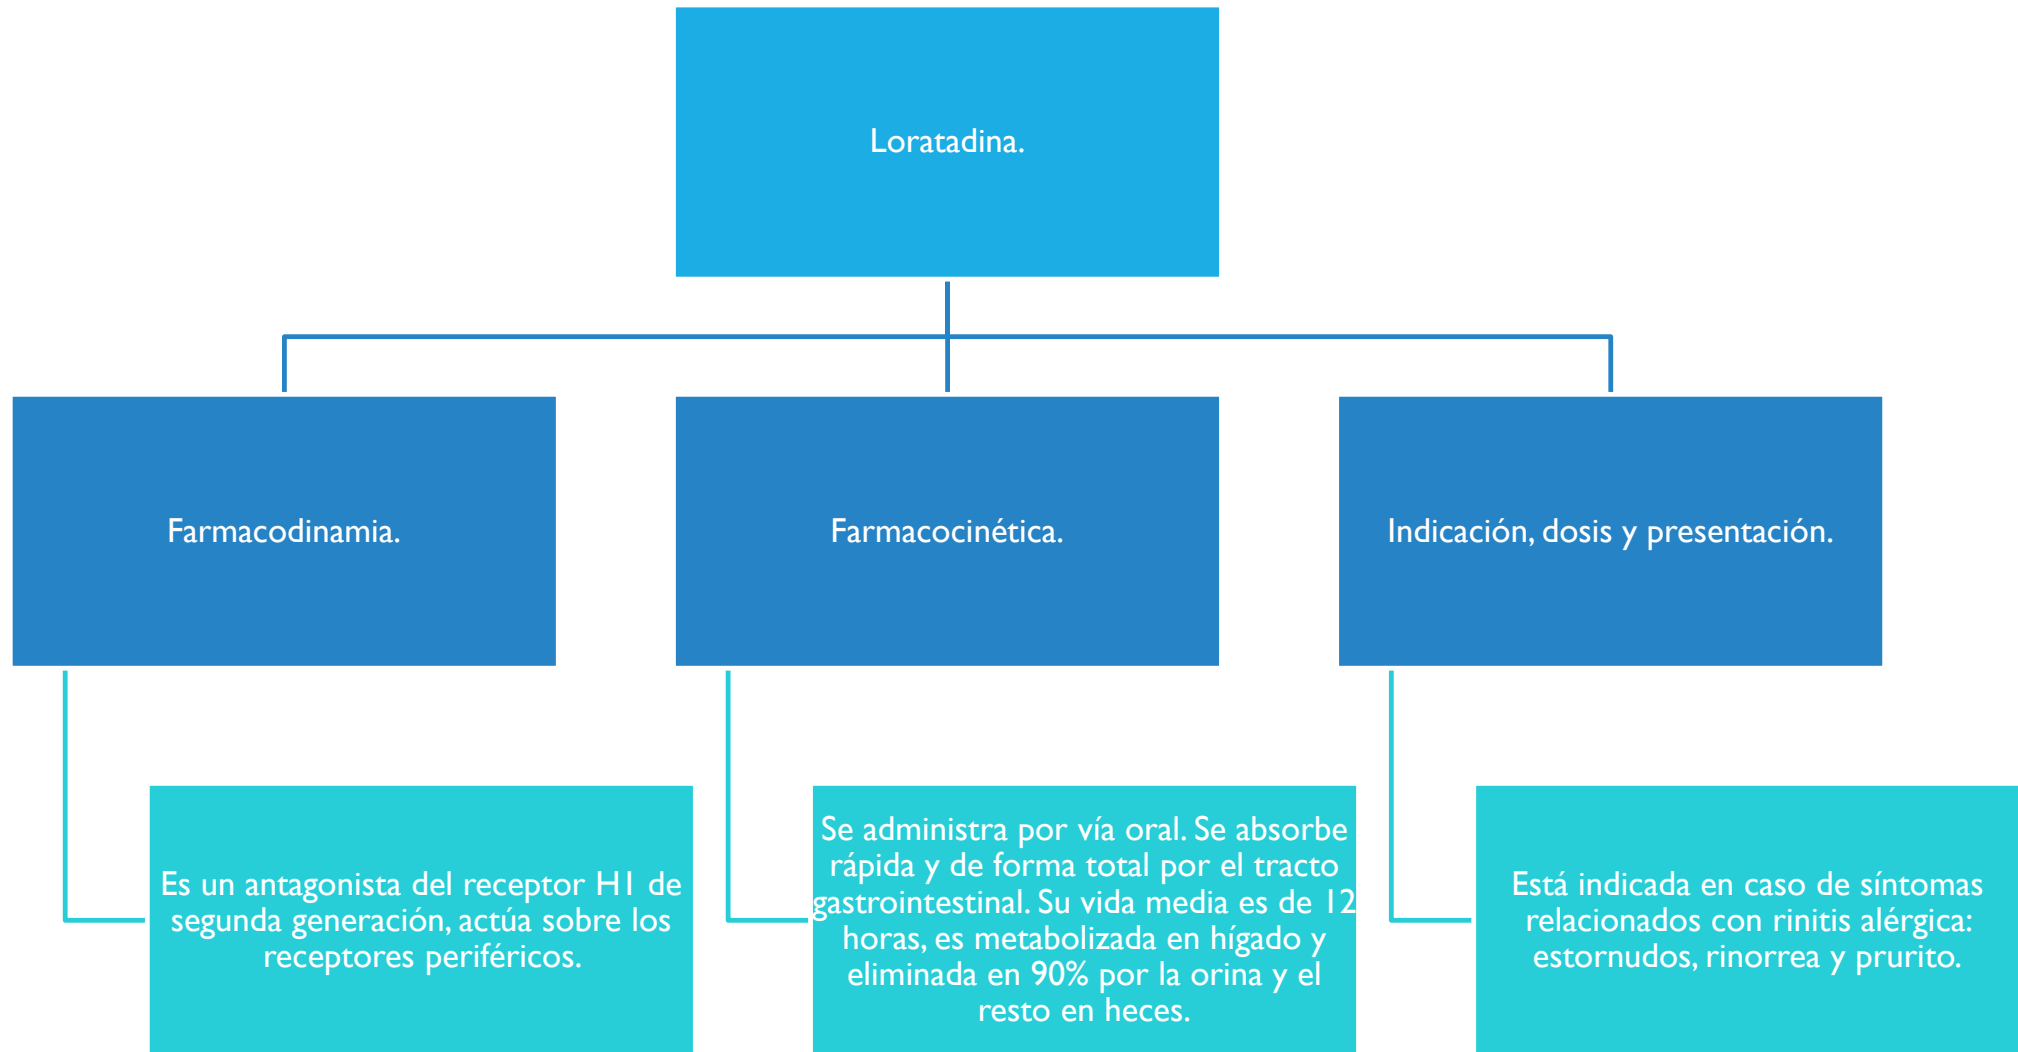 Loratadina.
Farmacodinamia.
Farmacocinética.
Indicación, dosis y presentación.
Es un antagonista del receptor H1 de
segunda generación, actúa sobre los
receptores periféricos.
Se administra por vía oral. Se absorbe
rápida y de forma total por el tracto
gastrointestinal. Su vida media es de 12
horas, es metabolizada en hígado y
eliminada en 90% por la orina y el
resto en heces.
Está indicada en caso de síntomas
relacionados con rinitis alérgica:
estornudos, rinorrea y prurito.